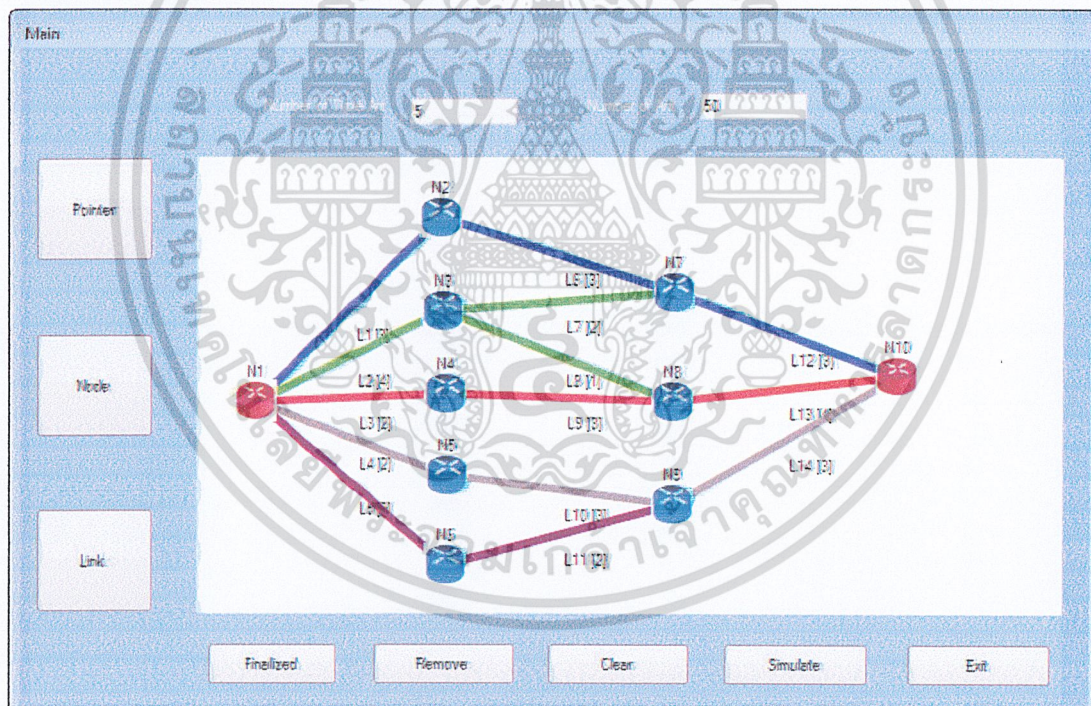 Main
5
50
Pointer
Node
Link
N1
N2
N3
N4
N5
N7
N8
N10
L1 [3]
L2 [4]
L3 [2]
L4 [2]
L6 [3]
L7 [2]
L8 [1]
L9 [3]
L10 [3]
L11 [2]
L12 [3]
L13 [4]
L14 [3]
Finalized
Remove
Clear
Simulate
Exit